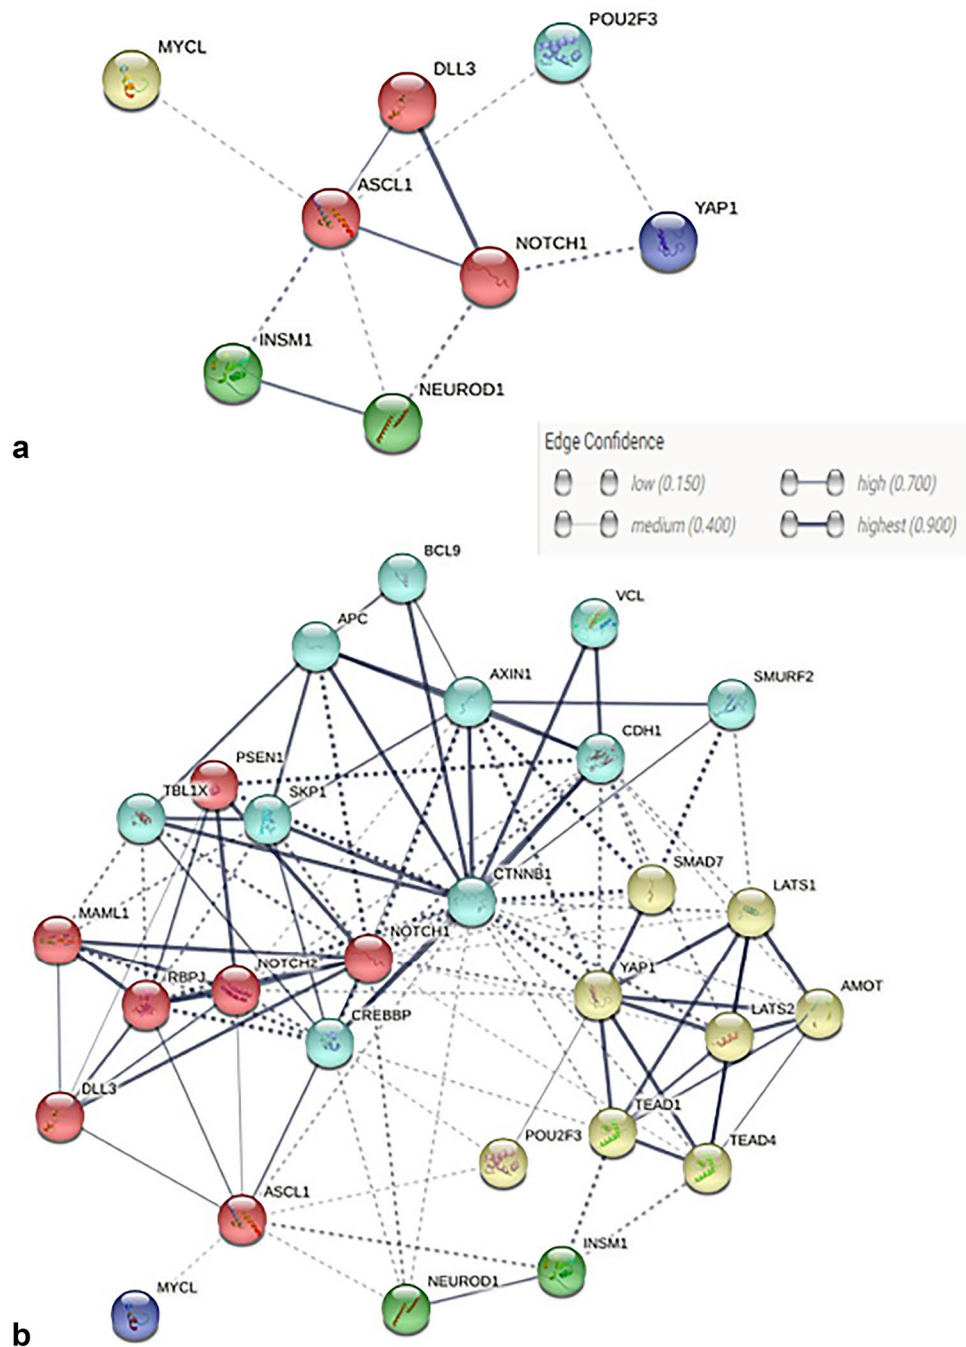 POU2F3
MYCL
DLL3
ASCL1
YAP1
NOTCH1
INSM1
NEUROD1
a
Edge Confidence
low (0.150) high (0.700)
medium (0.400) highest (0.900)
BCL9
VCL
APC
AXIN1
SMURF2
CDH1
PSEN1
TBL1X SKP1
SMAD7
CTNNB1
LATS1
MAML1
NOTCH1
NOTCH2
YAP1
RBPJ
AMOT
LATS2
CREBBP
DLL3
TEAD1
POU2F3
TEAD4
ASCL1
INSM1
NEUROD1
MYCL
b